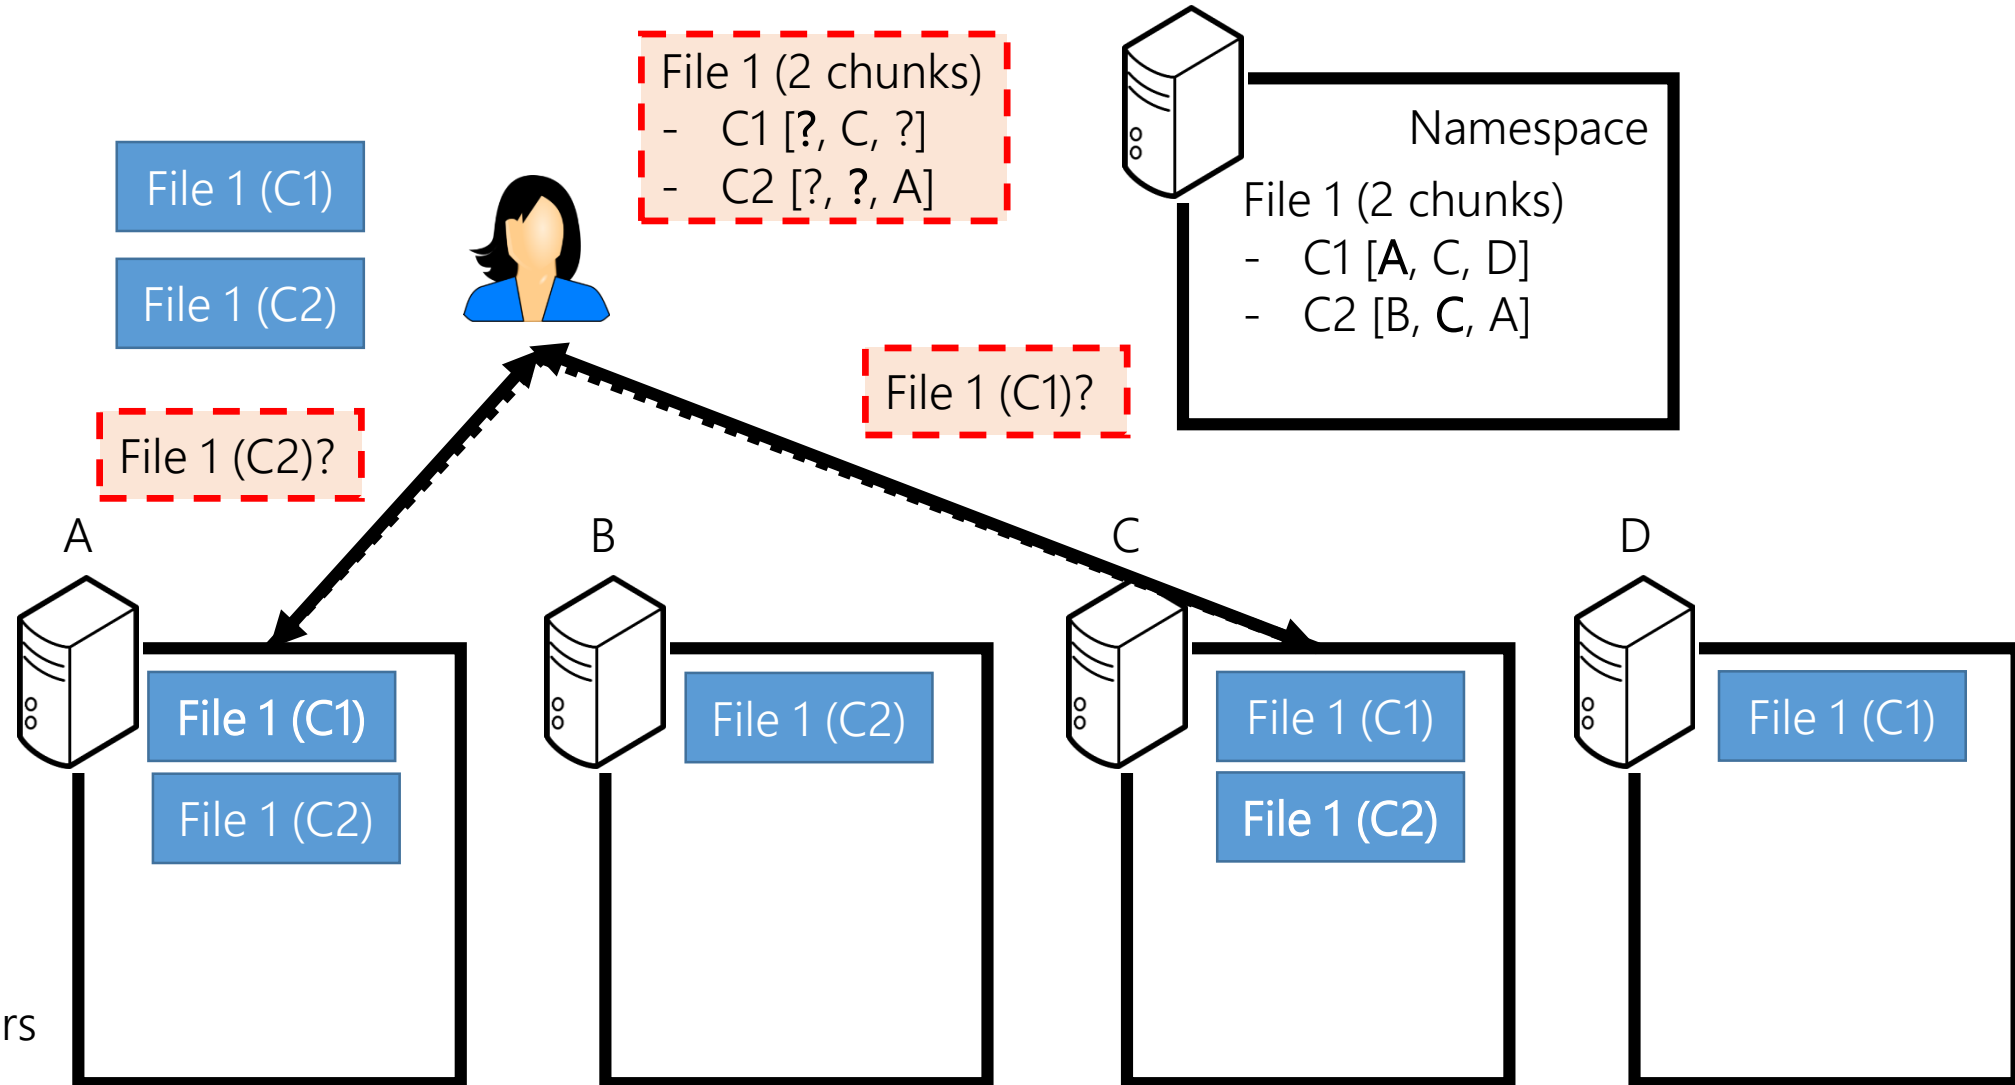 File 1 (2 chunks)
- C1 [?, C, ?]
- C2 [?, ?, A]
Namespace
File 1 (2 chunks)
- C1 [A, C, D]
- C2 [B, C, A]
File 1 (C1)
File 1 (C2)
File 1 (C1)?
File 1 (C2)?
A
B
C
D
File 1 (C1)
File 1 (C2)
File 1 (C2)
File 1 (C1)
File 1 (C2)
File 1 (C1)
rs